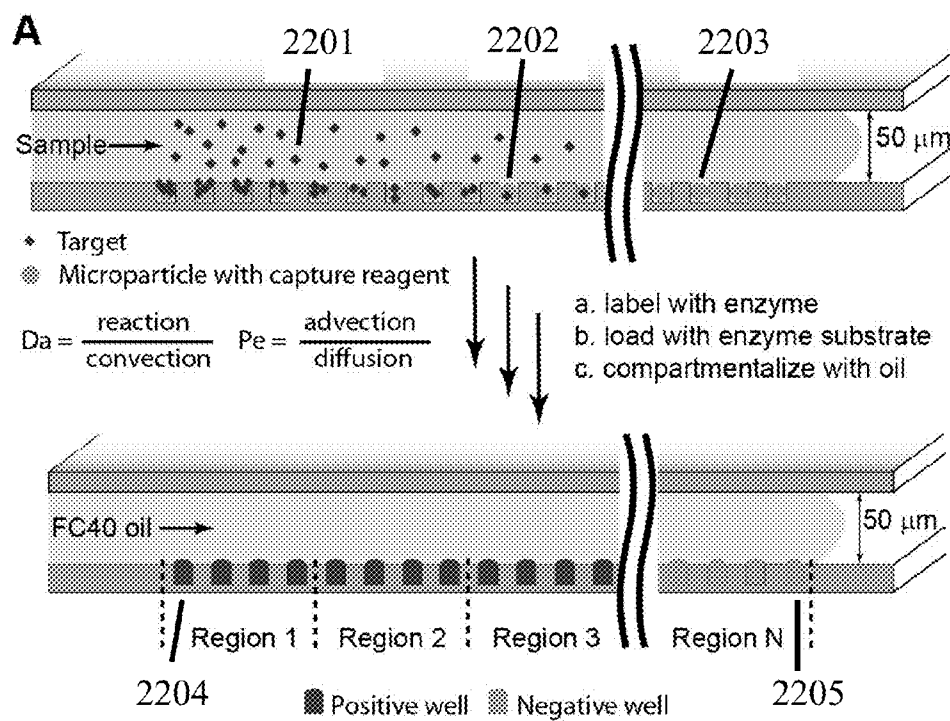 A
2201 2202 2203
Sample
50 μm
Target
Microparticle with capture reagent
Da = reaction / convection Pe = advection / diffusion
a. label with enzyme
b. load with enzyme substrate
c. compartmentalize with oil
FC40 oil
50 μm
Region 1 Region 2 Region 3 Region N
2204 2205
Positive well Negative well